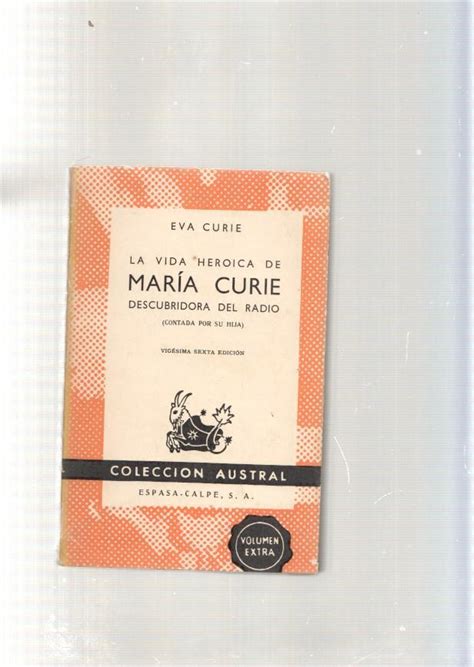 EVA CURIE
LA VIDA HEROICA DE
MARÍA CURIE
DESCUBRIDORA DEL RADIO
(CONTADA POR SU HIJA)
VIGÉSIMA SEXTA EDICIÓN
COLECCION AUSTRAL
ESPASA-CALPE, S. A.
VOLUMEN
EXTRA